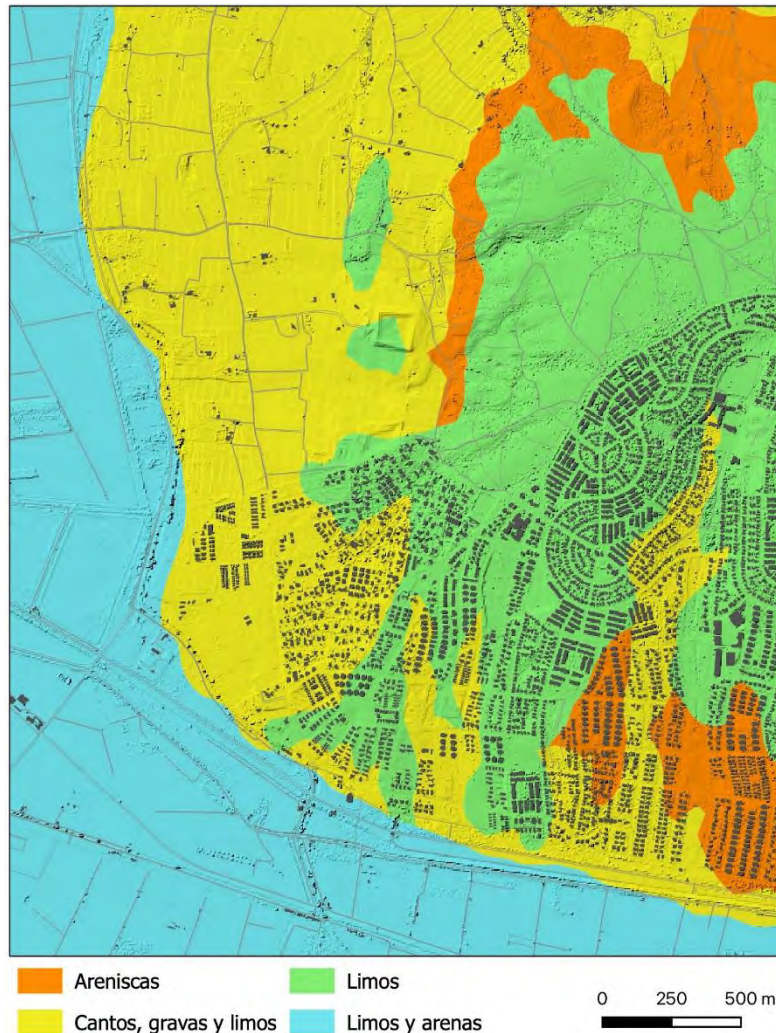 Areniscas
Limos
Cantos, gravas y limos
Limos y arenas
0 250 500 m